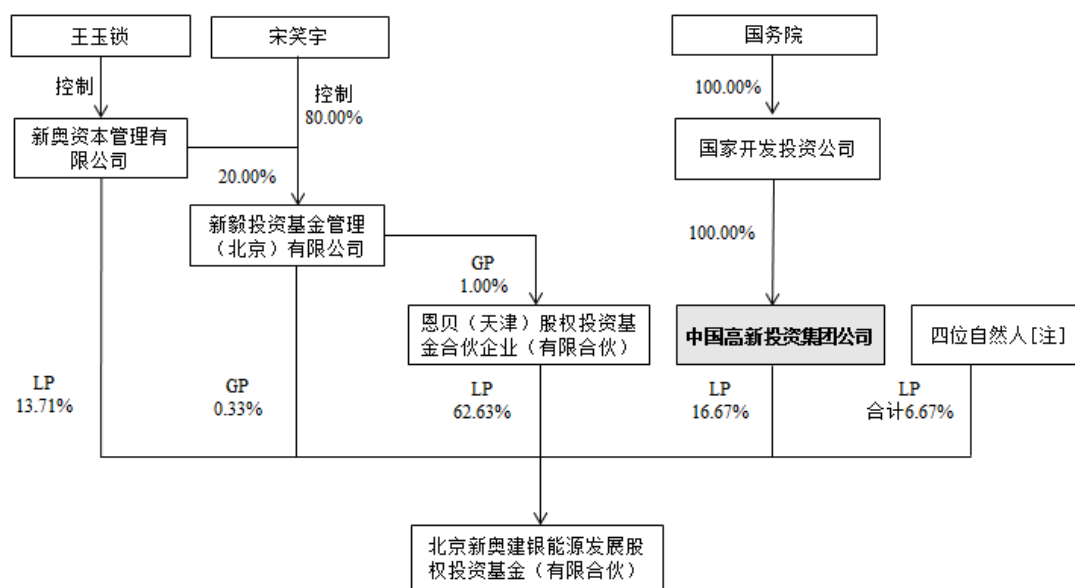 王玉锁
宋笑宇
国务院
控制
控制
80.00%
100.00%
新奥资本管理有
限公司
国家开发投资公司
20.00%
新毅投资基金管理
（北京）有限公司
100.00%
GP
1.00%
恩贝（天津）股权投资基
金合伙企业（有限合伙）
中国高新投资集团公司
四位自然人[注]
LP
13.71%
GP
0.33%
LP
62.63%
LP
16.67%
LP
合计6.67%
北京新奥建银能源发展股
权投资基金（有限合伙）